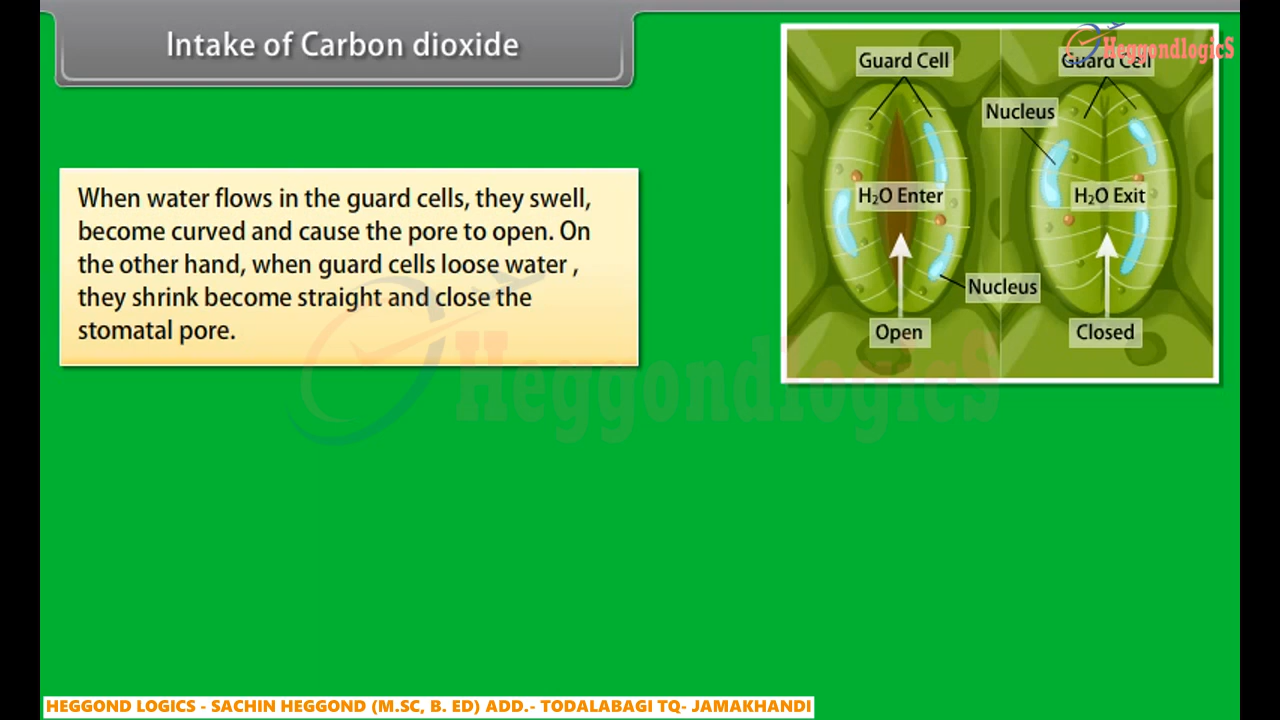 Intake of Carbon dioxide
When water flows in the guard cells, they swell,
become curved and cause the pore to open. On
the other hand, when guard cells loose water ,
they shrink become straight and close the
stomatal pore.
Guard Cell
Guard Cell
HeggondlogicS
Nucleus
H₂O Enter
H₂O Exit
Nucleus
Open
Closed
HeggondlogicS
HEGGOND LOGICS - SACHIN HEGGOND (M.SC, B. ED) ADD.- TODALABAGI TQ- JAMAKHANDI